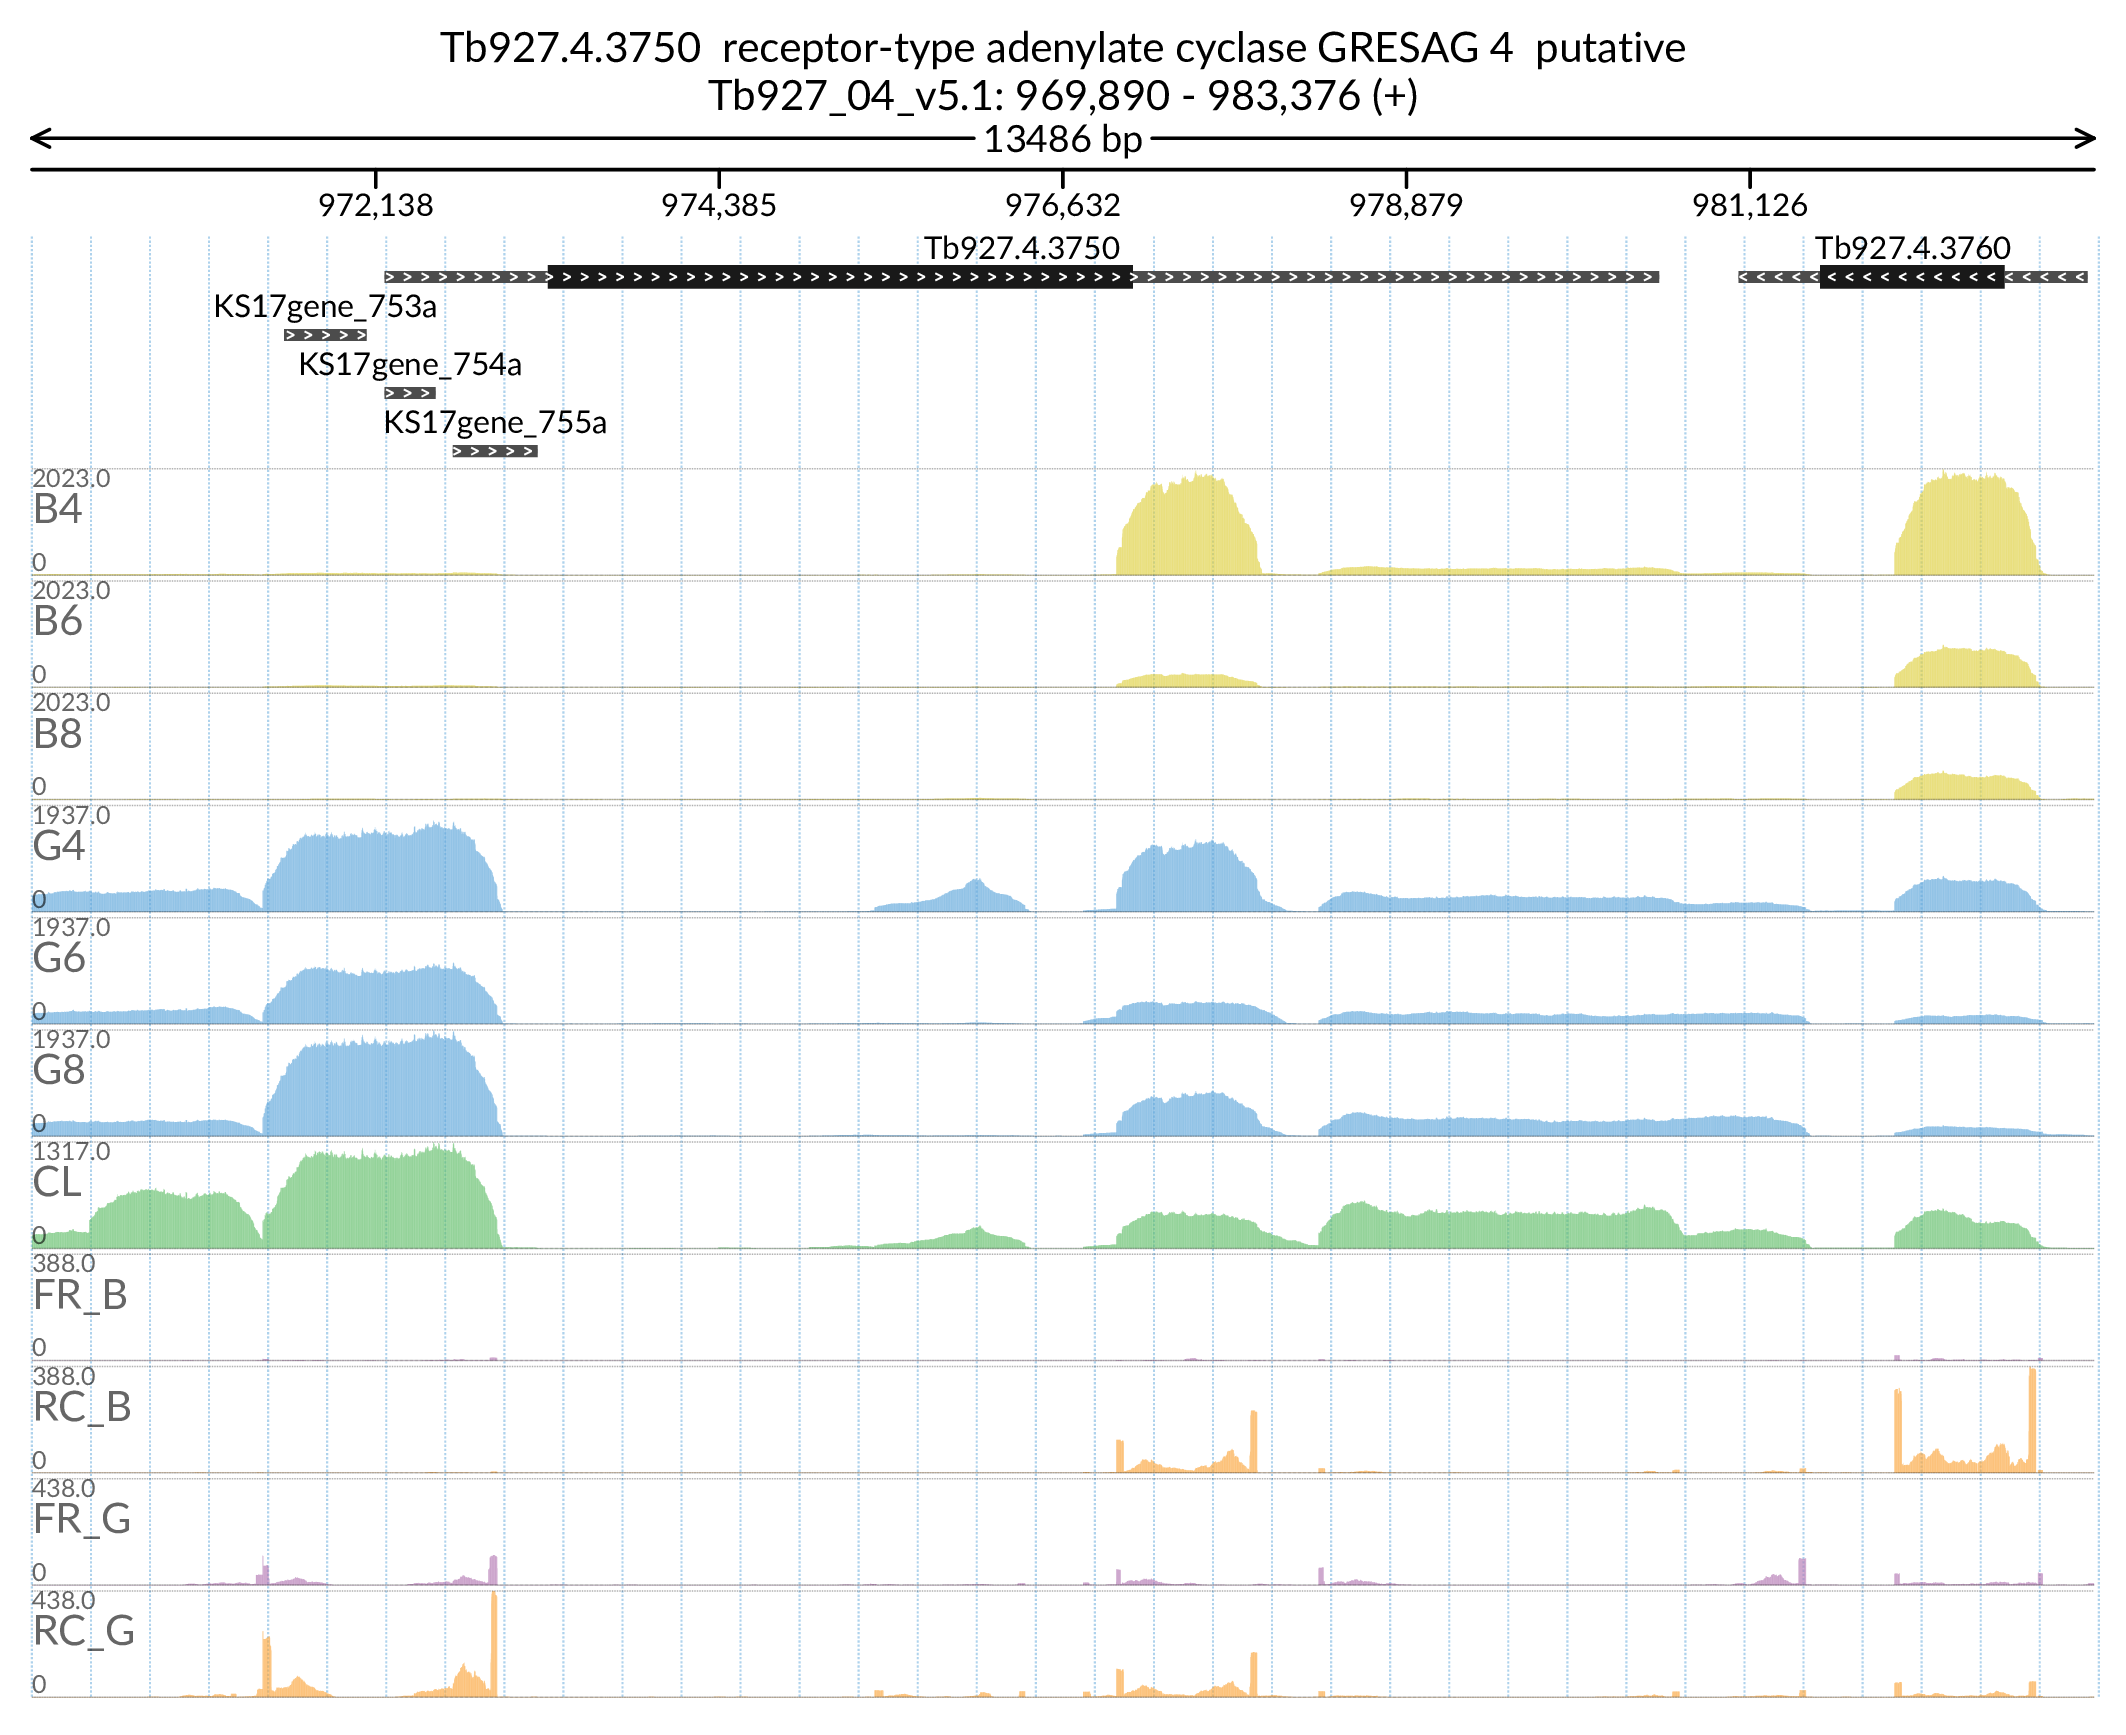 Tb927.4.3750  receptor-type adenylate cyclase GRESAG 4  putative
Tb927_04_v5.1: 969,890 - 983,376 (+)
13486 bp
972,138 974,385 976,632 978,879 981,126
Tb927.4.3750 Tb927.4.3760
KS17gene_753a
KS17gene_754a
KS17gene_755a
2023.0
B4
0
2023.0
B6
0
2023.0
B8
0
1937.0
G4
0
1937.0
G6
0
1937.0
G8
0
1317.0
CL
0
388.0
FR_B
0
388.0
RC_B
0
438.0
FR_G
0
438.0
RC_G
0